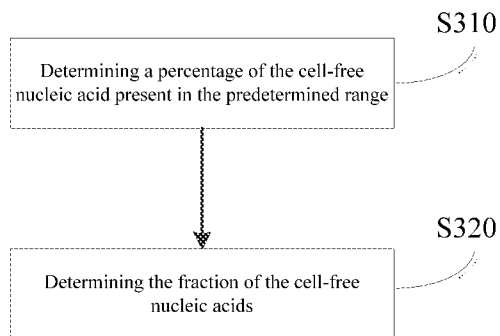 S310
Determining a percentage of the cell-free
nucleic acid present in the predetermined range
S320
Determining the fraction of the cell-free
nucleic acids